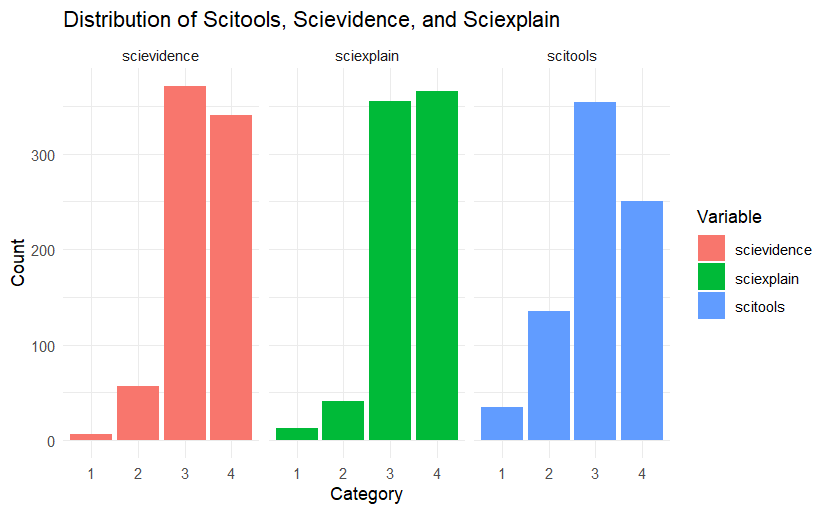 Distribution of Scitools, Scievidence, and Sciexplain
scievidence
sciexplain
scitools
Count
300
200
100
0
1 2 3 4
1 2 3 4
1 2 3 4
Category
Variable
scievidence
sciexplain
scitools